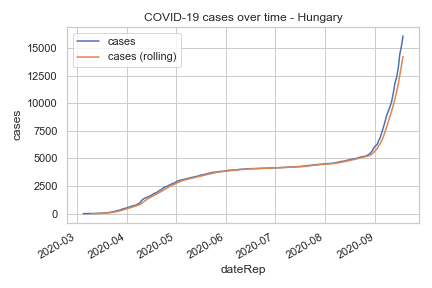 COVID-19 cases over time - Hungary
cases
cases (rolling)
15000
12500
10000
7500
5000
2500
0
cases
2020-03
2020-04
2020-05
2020-06
2020-07
2020-08
2020-09
dateRep